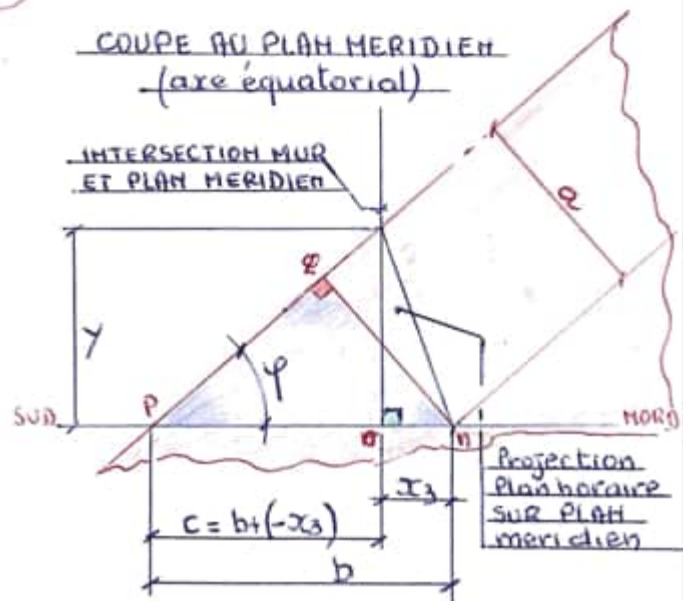 COUPE AU PLAN MERIDIEN
(axe équatorial)
INTERSECTION MUR
ET PLAN MERIDIEN
a
y
φ
SUD
P
O
n
NORD
x₃
c = b+(-x₃)
b
Projection
Plan horaire
SUR PLAN
meridien